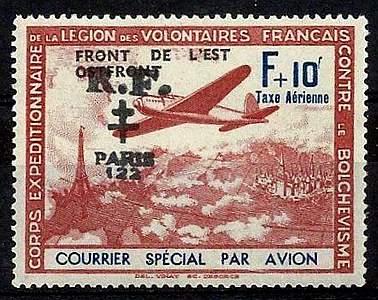 CORPS EXPEDITIONNAIRE DE LA LEGION DES VOLONTAIRES FRANÇAIS CONTRE LE BOLCHEVISME
FRONT DE L'EST
OSTFRONT
F+10f
Taxe Aérienne
R.F.
PARIS
122
COURRIER SPÉCIAL PAR AVION